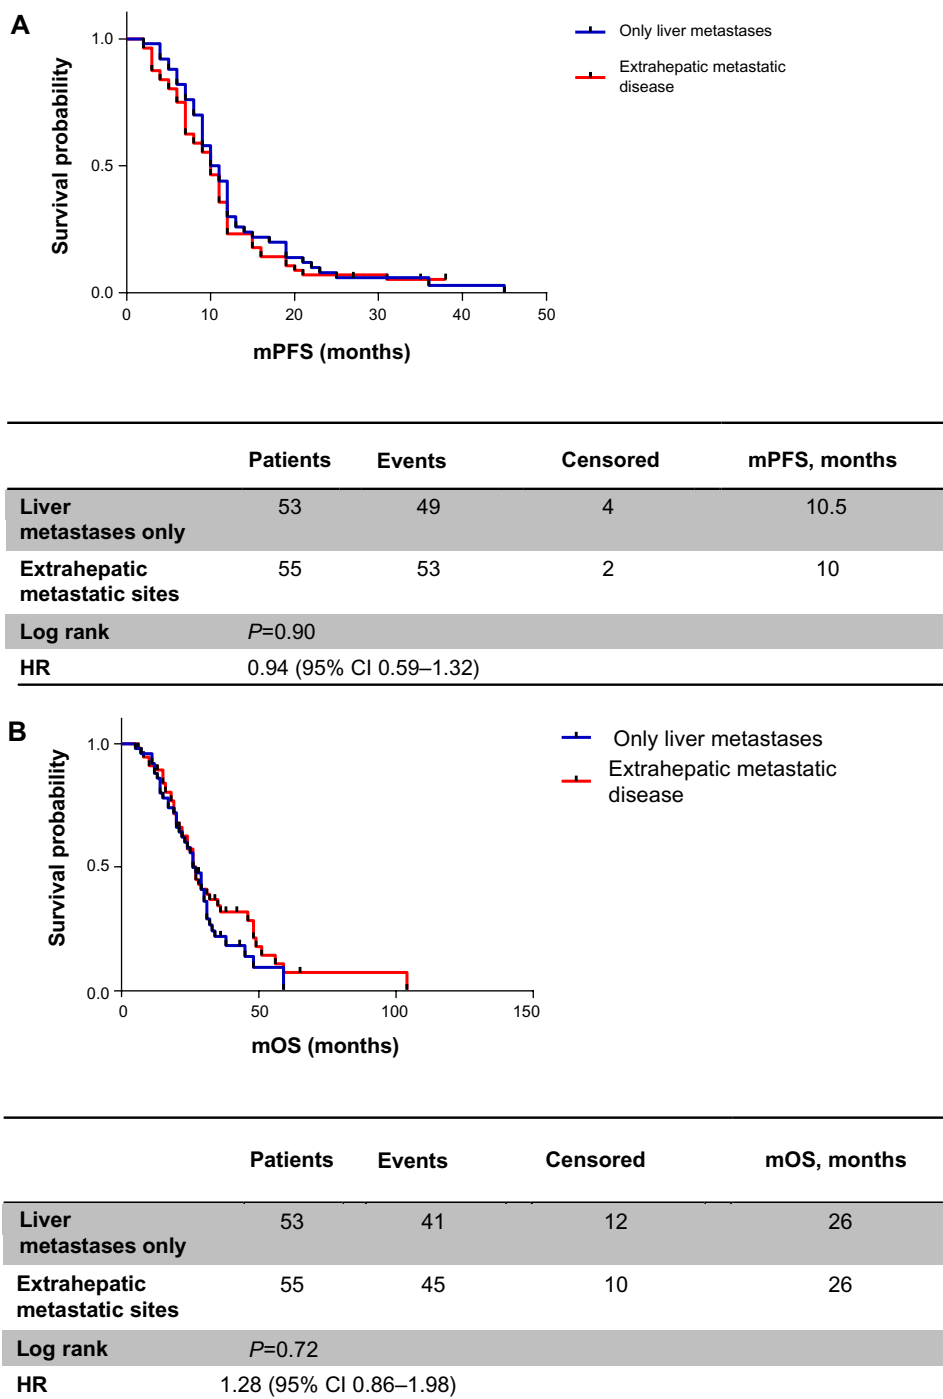 A
Only liver metastases
Extrahepatic metastatic
disease
Survival probability
1.0
0.5
0.0
0 10 20 30 40 50
mPFS (months)
Patients Events Censored mPFS, months
Liver
metastases only 53 49 4 10.5
Extrahepatic
metastatic sites 55 53 2 10
Log rank P=0.90
HR 0.94 (95% CI 0.59–1.32)
B
Only liver metastases
Extrahepatic metastatic
disease
Survival probability
1.0
0.5
0.0
0 50 100 150
mOS (months)
Patients Events Censored mOS, months
Liver
metastases only 53 41 12 26
Extrahepatic
metastatic sites 55 45 10 26
Log rank P=0.72
HR 1.28 (95% CI 0.86–1.98)